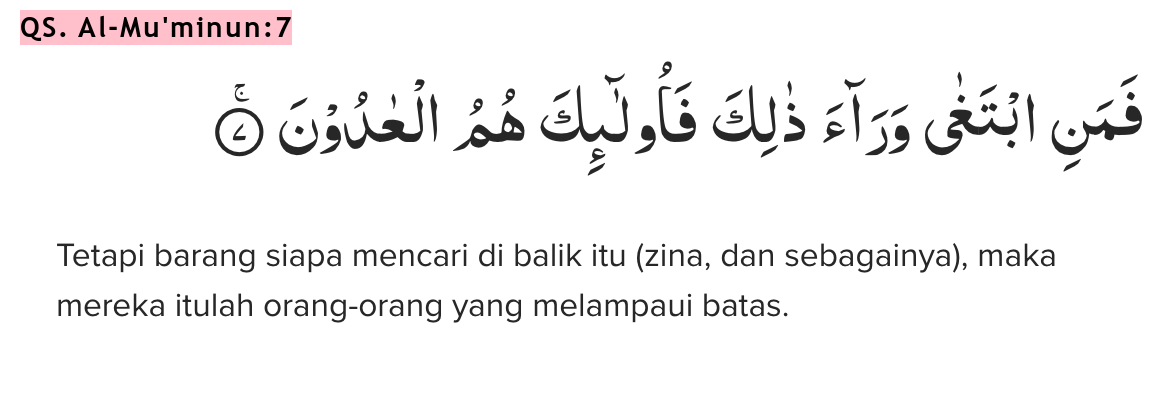 QS. Al-Mu'minun:7
فَمَنِ ابْتَغٰى وَرَاۤءَ ذٰلِكَ فَاُولٰۤىِٕكَ هُمُ الْعٰدُوْنَ ۚ ٧
Tetapi barang siapa mencari di balik itu (zina, dan sebagainya), maka
mereka itulah orang-orang yang melampaui batas.